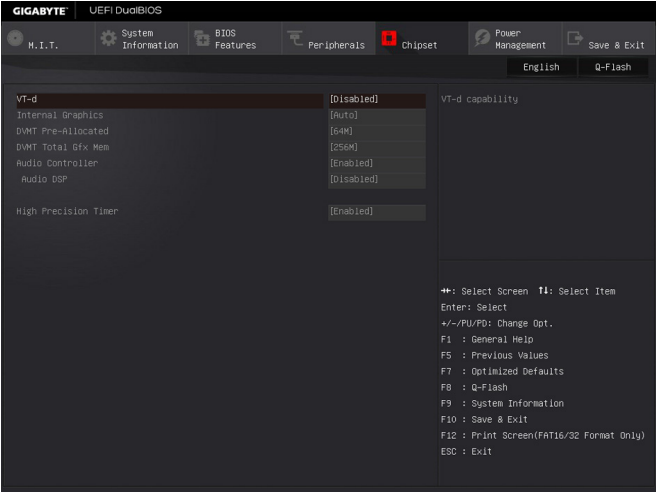 GIGABYTE™ UEFI DualBIOS
M.I.T.
System Information
BIOS Features
Peripherals
Chipset
Power Management
Save & Exit
English Q-Flash
VT-d [Disabled]
Internal Graphics [Auto]
DVMT Pre-Allocated [64M]
DVMT Total Gfx Mem [256M]
Audio Controller [Enabled]
Audio DSP [Disabled]
High Precision Timer [Enabled]
VT-d capability
→←: Select Screen ↑↓: Select Item
Enter: Select
+/-/PU/PD: Change Opt.
F1 : General Help
F5 : Previous Values
F7 : Optimized Defaults
F8 : Q-Flash
F9 : System Information
F10 : Save & Exit
F12 : Print Screen(FAT16/32 Format Only)
ESC : Exit